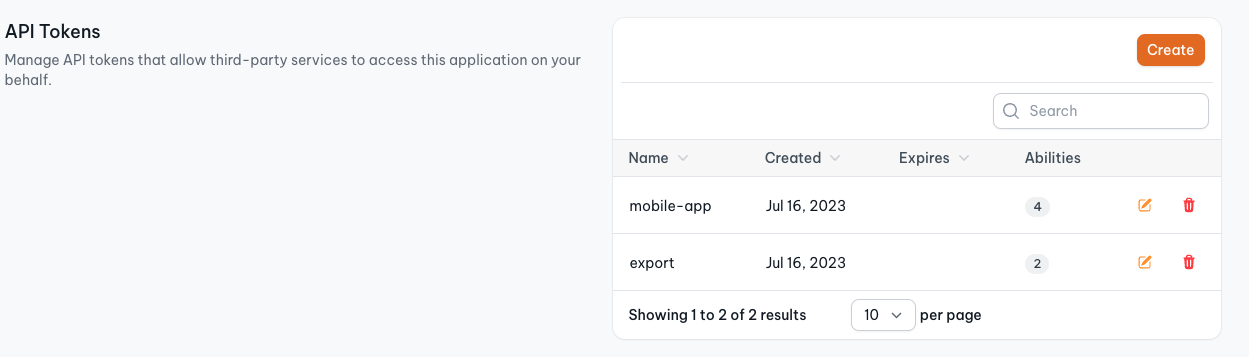 API Tokens
Manage API tokens that allow third-party services to access this application on your
behalf.
Create
Search
Name Created Expires Abilities
mobile-app Jul 16, 2023 4
export Jul 16, 2023 2
Showing 1 to 2 of 2 results 10 per page